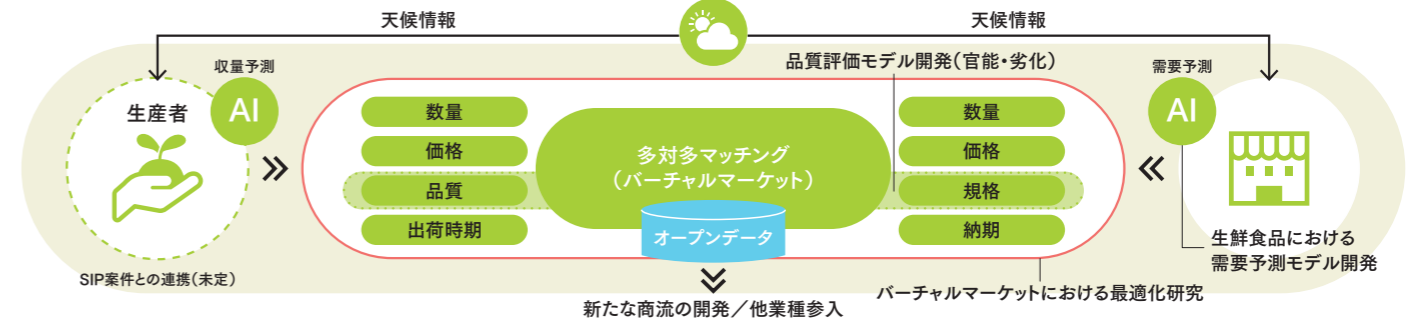 天候情報
天候情報
収量予測
AI
生産者
SIP案件との連携（未定）
数量
価格
品質
出荷時期
多対多マッチング
（バーチャルマーケット）
オープンデータ
品質評価モデル開発（官能・劣化）
数量
価格
規格
納期
需要予測
AI
生鮮食品における
需要予測モデル開発
バーチャルマーケットにおける最適化研究
新たな商流の開発／他業種参入